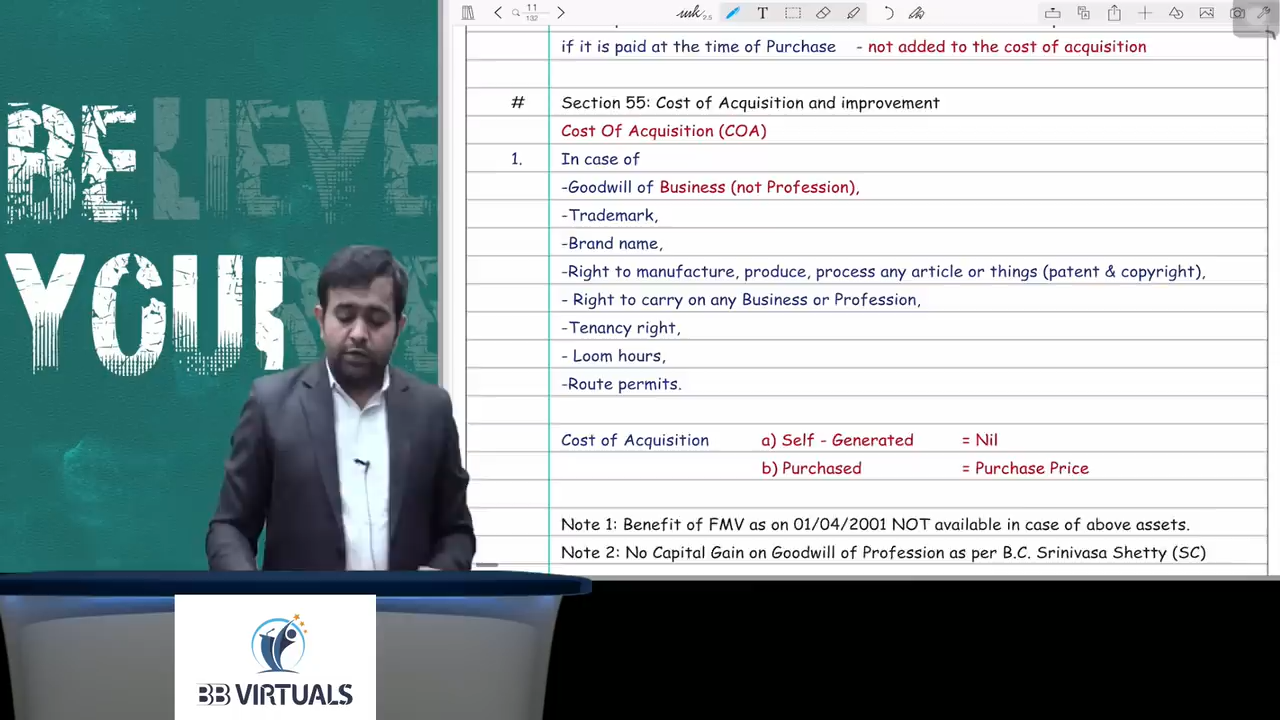 11
132
if it is paid at the time of Purchase - not added to the cost of acquisition
# Section 55: Cost of Acquisition and improvement
Cost Of Acquisition (COA)
1. In case of
-Goodwill of Business (not Profession),
-Trademark,
-Brand name,
-Right to manufacture, produce, process any article or things (patent & copyright),
- Right to carry on any Business or Profession,
-Tenancy right,
- Loom hours,
-Route permits.
Cost of Acquisition a) Self - Generated = Nil
b) Purchased = Purchase Price
Note 1: Benefit of FMV as on 01/04/2001 NOT available in case of above assets.
Note 2: No Capital Gain on Goodwill of Profession as per B.C. Srinivasa Shetty (SC)
BELIEVE
YOUR
BB VIRTUALS